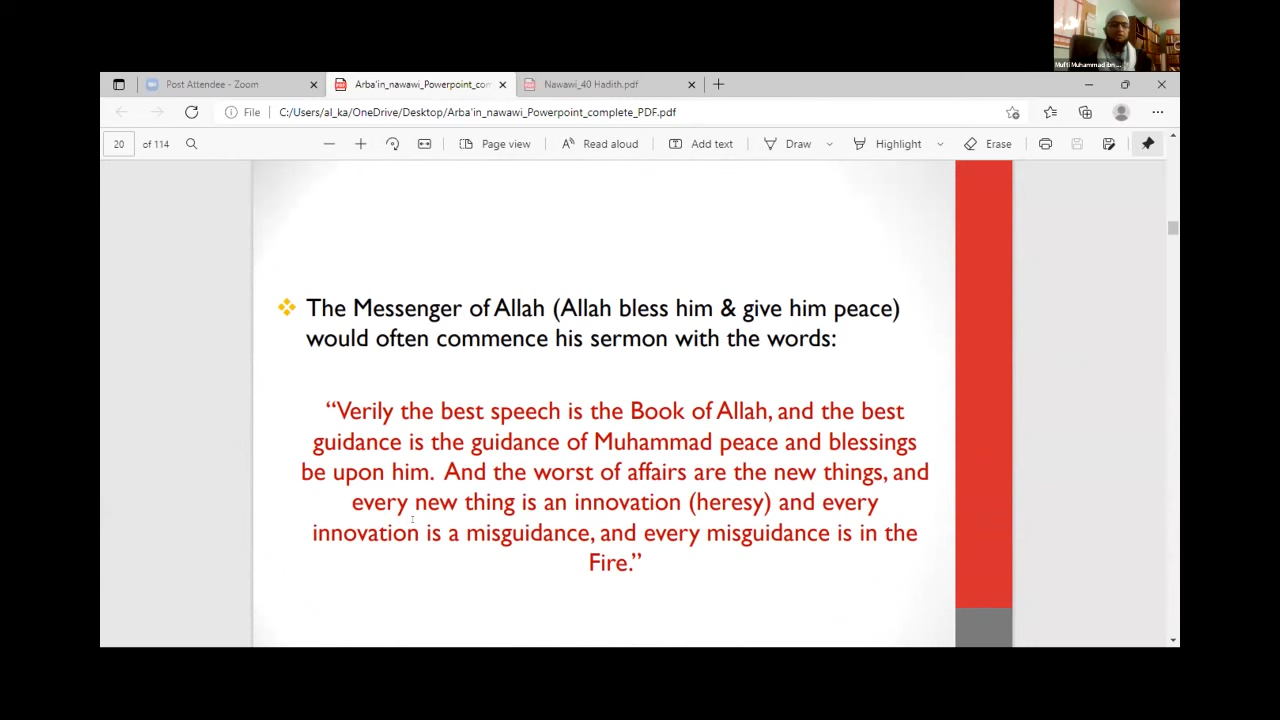 Mufti Muhammad ibn ...
Post Attendee - Zoom
Arba'in_nawawi_Powerpoint_com
Nawawi_40 Hadith.pdf
File
C:/Users/al_ka/OneDrive/Desktop/Arba'in_nawawi_Powerpoint_complete_PDF.pdf
20 of 114
Page view
Read aloud
Add text
Draw
Highlight
Erase
The Messenger of Allah (Allah bless him & give him peace)
would often commence his sermon with the words:
“Verily the best speech is the Book of Allah, and the best
guidance is the guidance of Muhammad peace and blessings
be upon him. And the worst of affairs are the new things, and
every new thing is an innovation (heresy) and every
innovation is a misguidance, and every misguidance is in the
Fire.”